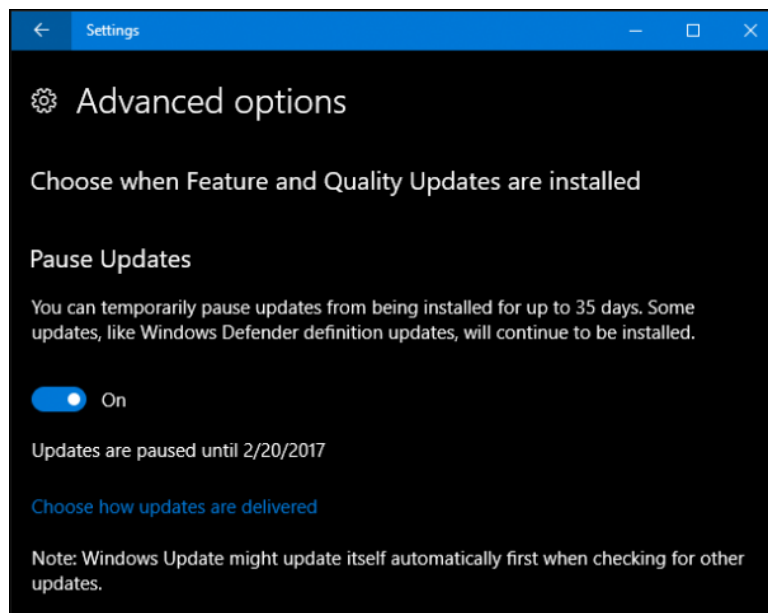 Settings
Advanced options
Choose when Feature and Quality Updates are installed
Pause Updates
You can temporarily pause updates from being installed for up to 35 days. Some
updates, like Windows Defender definition updates, will continue to be installed.
On
Updates are paused until 2/20/2017
Choose how updates are delivered
Note: Windows Update might update itself automatically first when checking for other
updates.